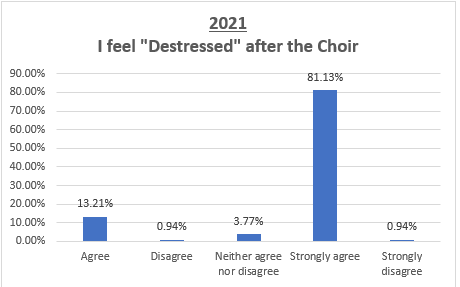 2021
I feel "Destressed" after the Choir
90.00%
80.00%
70.00%
60.00%
50.00%
40.00%
30.00%
20.00%
10.00%
0.00%
13.21%
0.94%
3.77%
81.13%
0.94%
Agree
Disagree
Neither agree
nor disagree
Strongly agree
Strongly
disagree